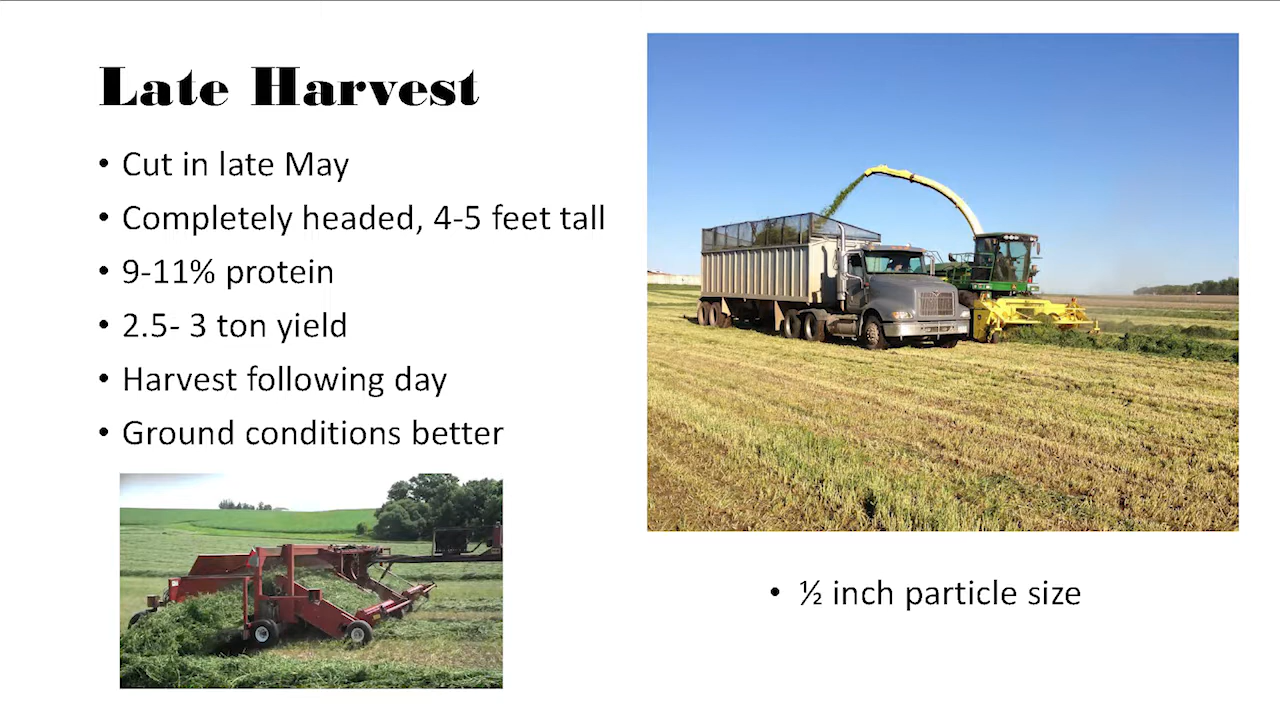 Late Harvest
• Cut in late May
• Completely headed, 4-5 feet tall
• 9-11% protein
• 2.5- 3 ton yield
• Harvest following day
• Ground conditions better
• ½ inch particle size